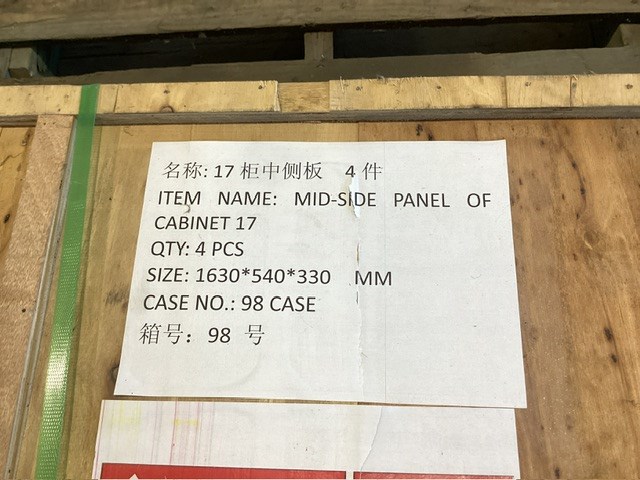 名称: 17 柜中侧板 4 件
ITEM NAME: MID-SIDE PANEL OF
CABINET 17
QTY: 4 PCS
SIZE: 1630*540*330 MM
CASE NO.: 98 CASE
箱号: 98 号